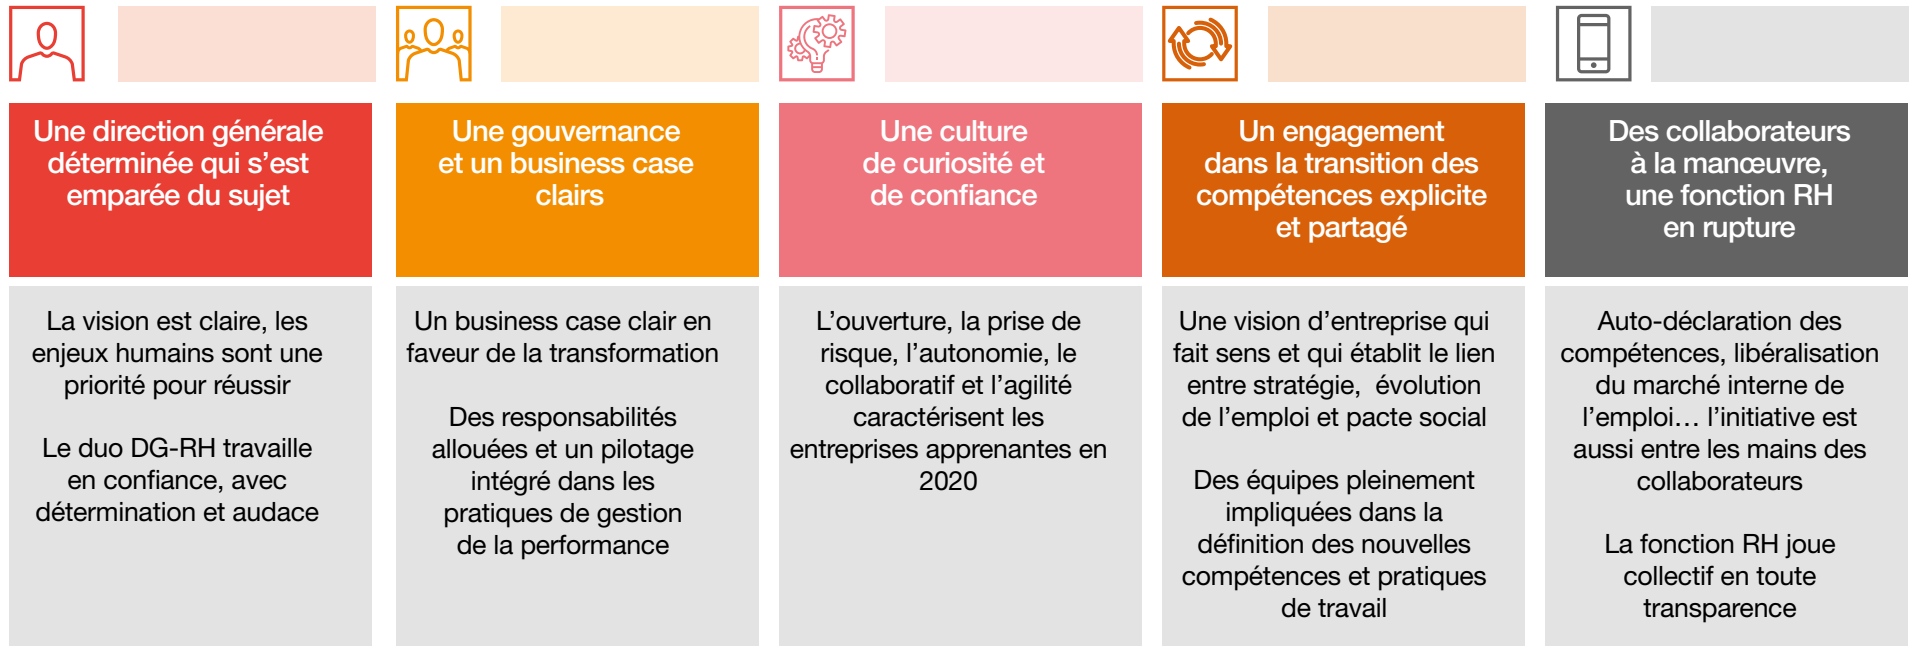 Une direction générale
déterminée qui s’est
emparée du sujet
La vision est claire, les
enjeux humains sont une
priorité pour réussir
Le duo DG-RH travaille
en confiance, avec
détermination et audace
Une gouvernance
et un business case
clairs
Un business case clair en
faveur de la transformation
Des responsabilités
allouées et un pilotage
intégré dans les
pratiques de gestion
de la performance
Une culture
de curiosité et
de confiance
L’ouverture, la prise de
risque, l’autonomie, le
collaboratif et l’agilité
caractérisent les
entreprises apprenantes en
2020
Un engagement
dans la transition des
compétences explicite
et partagé
Une vision d’entreprise qui
fait sens et qui établit le lien
entre stratégie,  évolution
de l’emploi et pacte social
Des équipes pleinement
impliquées dans la
définition des nouvelles
compétences et pratiques
de travail
Des collaborateurs
à la manœuvre,
une fonction RH
en rupture
Auto-déclaration des
compétences, libéralisation
du marché interne de
l’emploi… l’initiative est
aussi entre les mains des
collaborateurs
La fonction RH joue
collectif en toute
transparence